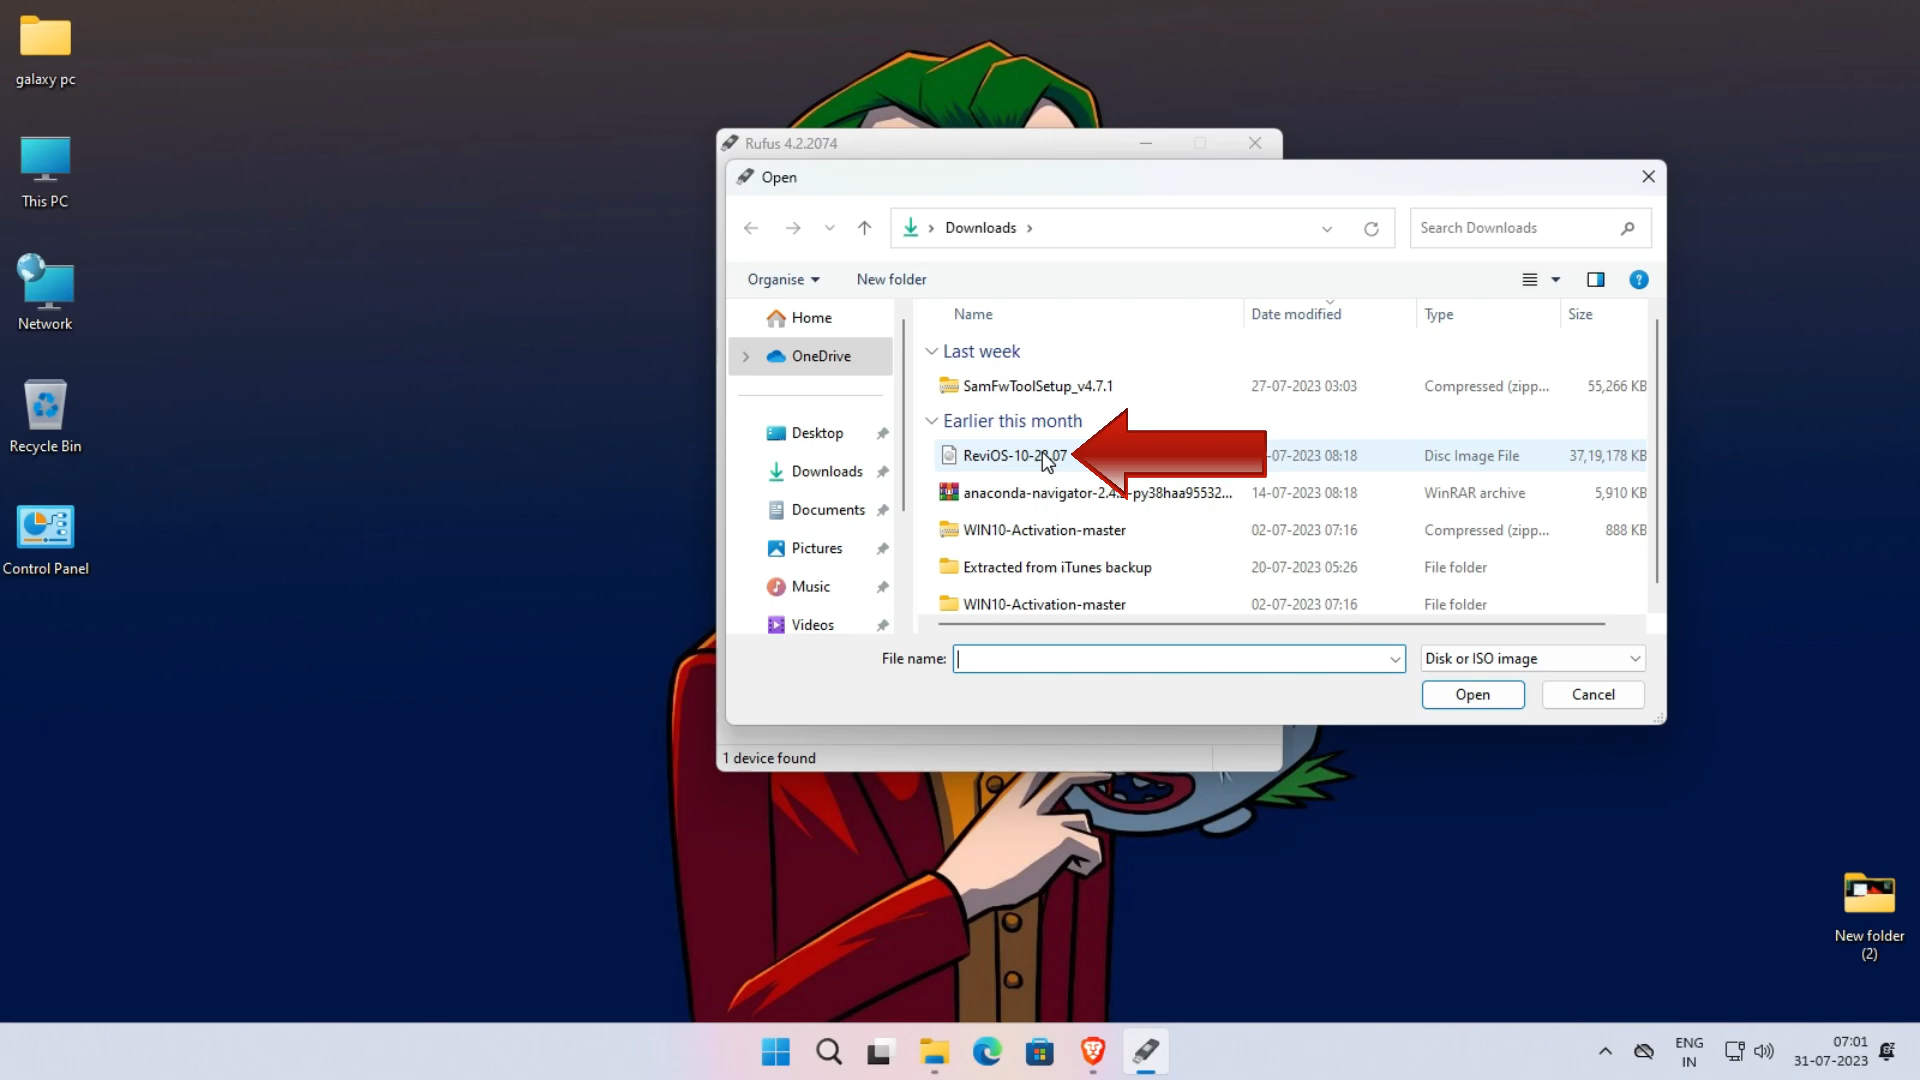 galaxy pc
This PC
Network
Recycle Bin
Control Panel
New folder
(2)
Rufus 4.2.2074
Open
Downloads
Search Downloads
Organise
New folder
Home
OneDrive
Desktop
Downloads
Documents
Pictures
Music
Videos
Name Date modified Type Size
Last week
SamFwToolSetup_v4.7.1 27-07-2023 03:03 Compressed (zipp... 55,266 KB
Earlier this month
ReviOS-10-2 07 -07-2023 08:18 Disc Image File 37,19,178 KB
anaconda-navigator-2.4. -py38haa95532... 14-07-2023 08:18 WinRAR archive 5,910 KB
WIN10-Activation-master 02-07-2023 07:16 Compressed (zipp... 888 KB
Extracted from iTunes backup 20-07-2023 05:26 File folder
WIN10-Activation-master 02-07-2023 07:16 File folder
File name: Disk or ISO image
Open Cancel
1 device found
ENG
IN
07:01
31-07-2023